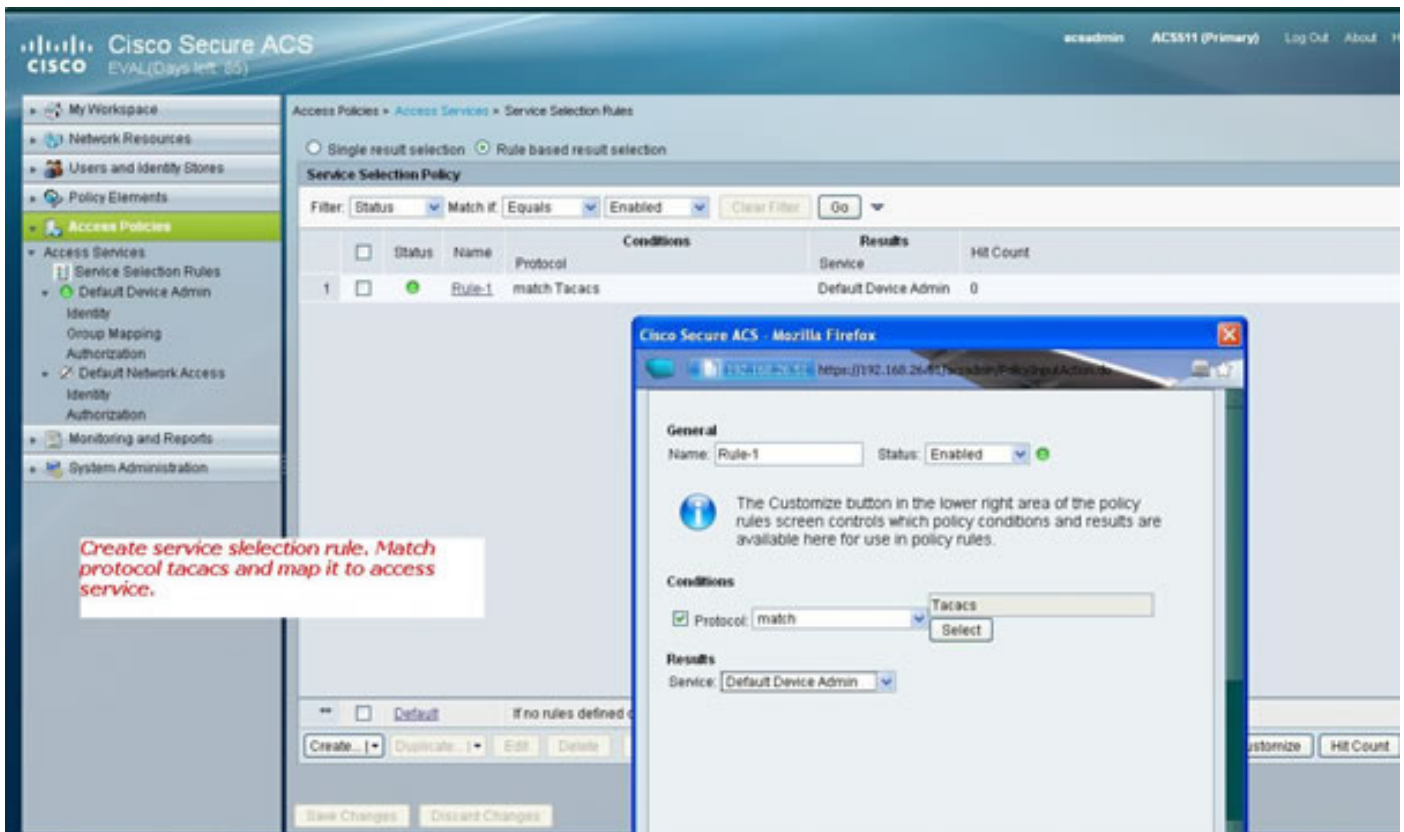 Cisco Secure ACS
CISCO EVAL(Days left: 85)
acsadmin ACS511 (Primary) Log Out About H
My Workspace
Network Resources
Users and Identity Stores
Policy Elements
Access Policies
Access Services
Service Selection Rules
Default Device Admin
Identity
Group Mapping
Authorization
Default Network Access
Identity
Authorization
Monitoring and Reports
System Administration
Access Policies > Access Services > Service Selection Rules
Single result selection Rule based result selection
Service Selection Policy
Filter: Status Match if: Equals Enabled Clear Filter Go
Conditions Results
Status Name Protocol Service Hit Count
1 Rule-1 match Tacacs Default Device Admin 0
Cisco Secure ACS - Mozilla Firefox
General
Name: Rule-1 Status: Enabled
The Customize button in the lower right area of the policy
rules screen controls which policy conditions and results are
available here for use in policy rules.
Conditions
Protocol: match Tacacs
Select
Results
Service: Default Device Admin
Create service slelection rule. Match
protocol tacacs and map it to access
service.
** Default If no rules defined
Create... Duplicate... Edit Delete ustomize Hit Count
Save Changes Discard Changes